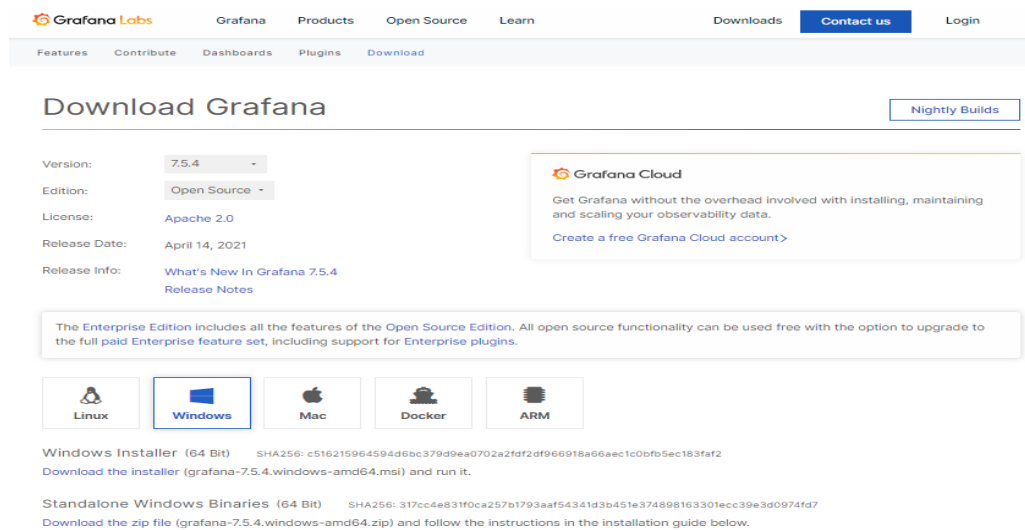 Grafana Labs Grafana Products Open Source Learn Downloads Contact us Login
Features Contribute Dashboards Plugins Download
Download Grafana
Nightly Builds
Version: 7.5.4
Edition: Open Source
License: Apache 2.0
Release Date: April 14, 2021
Release Info: What's New In Grafana 7.5.4
Release Notes
Grafana Cloud
Get Grafana without the overhead involved with installing, maintaining
and scaling your observability data.
Create a free Grafana Cloud account>
The Enterprise Edition includes all the features of the Open Source Edition. All open source functionality can be used free with the option to upgrade to
the full paid Enterprise feature set, including support for Enterprise plugins.
Linux Windows Mac Docker ARM
Windows Installer (64 Bit) SHA256: c516215964594d6bc379d9ea0702a2fdf2df966918a66aec1c0bfb5ec183faf2
Download the installer (grafana-7.5.4.windows-amd64.msi) and run it.
Standalone Windows Binaries (64 Bit) SHA256: 317cc4e831f0ca257b1793aaf54341d3b451e374898163301ecc39e3d0974fd7
Download the zip file (grafana-7.5.4.windows-amd64.zip) and follow the instructions in the installation guide below.